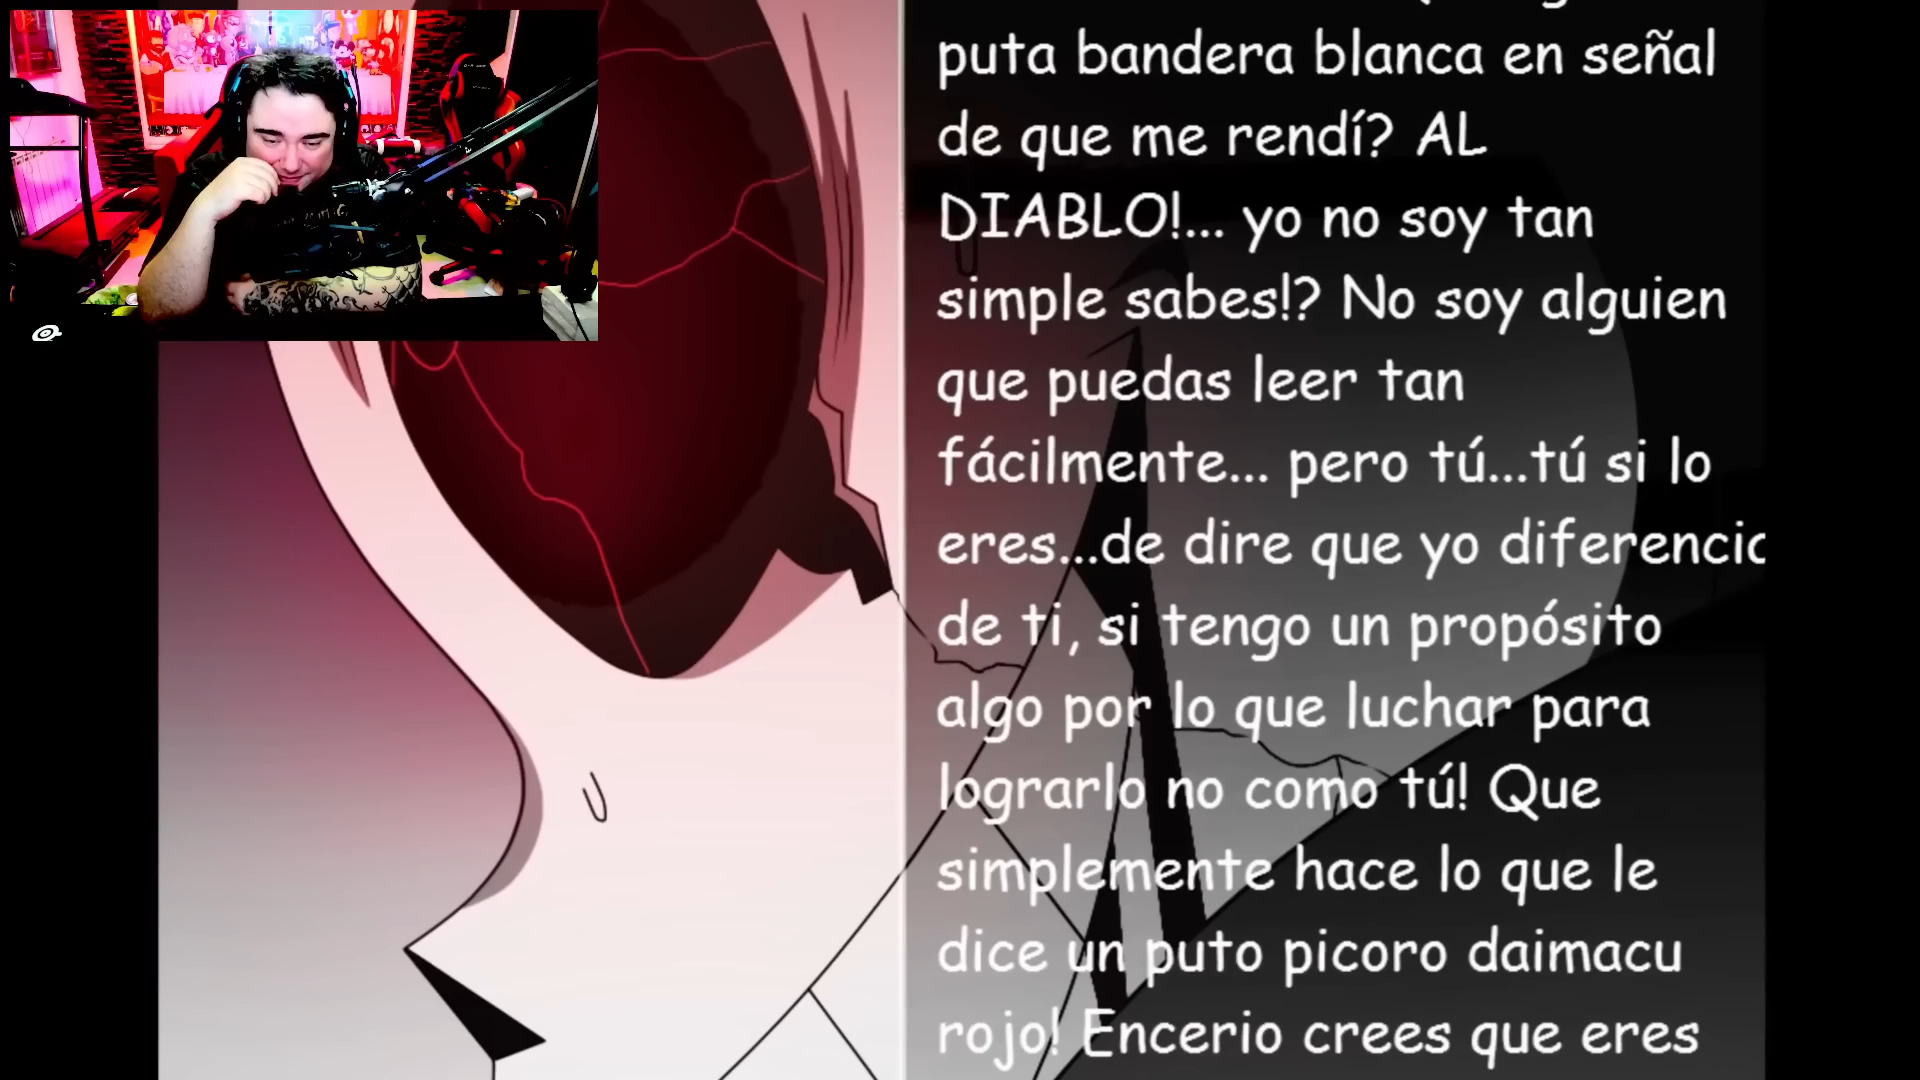 puta bandera blanca en señal
de que me rendí? AL
DIABLO!... yo no soy tan
simple sabes!? No soy alguien
que puedas leer tan
fácilmente... pero tú...tú si lo
eres...de dire que yo diferencic
de ti, si tengo un propósito
algo por lo que luchar para
lograrlo no como tú! Que
simplemente hace lo que le
dice un puto picoro daimacu
rojo! Encerio crees que eres